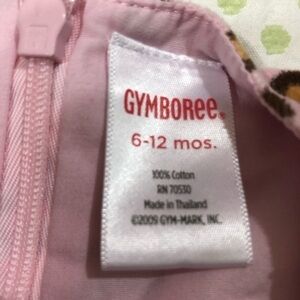 GYMBOREE®
6-12 mos.
100% Cotton
RN 70530
Made in Thailand
©2009 GYM-MARK, INC.